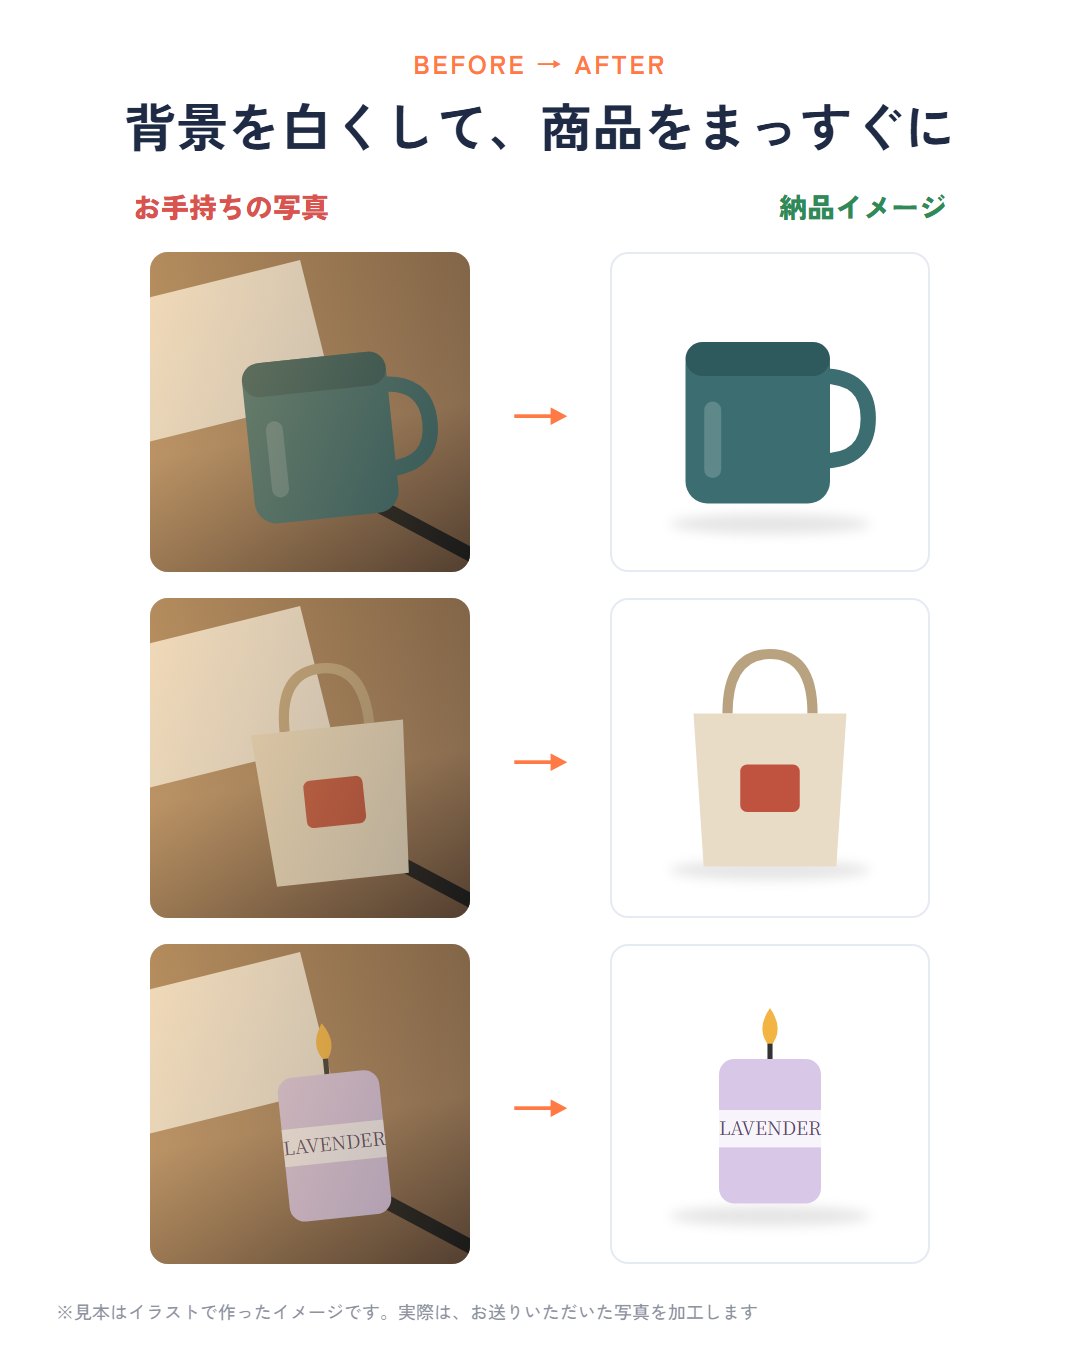 BEFORE → AFTER
背景を白くして、商品をまっすぐに
お手持ちの写真
納品イメージ
LAVENDER
LAVENDER
※見本はイラストで作ったイメージです。実際は、お送りいただいた写真を加工します